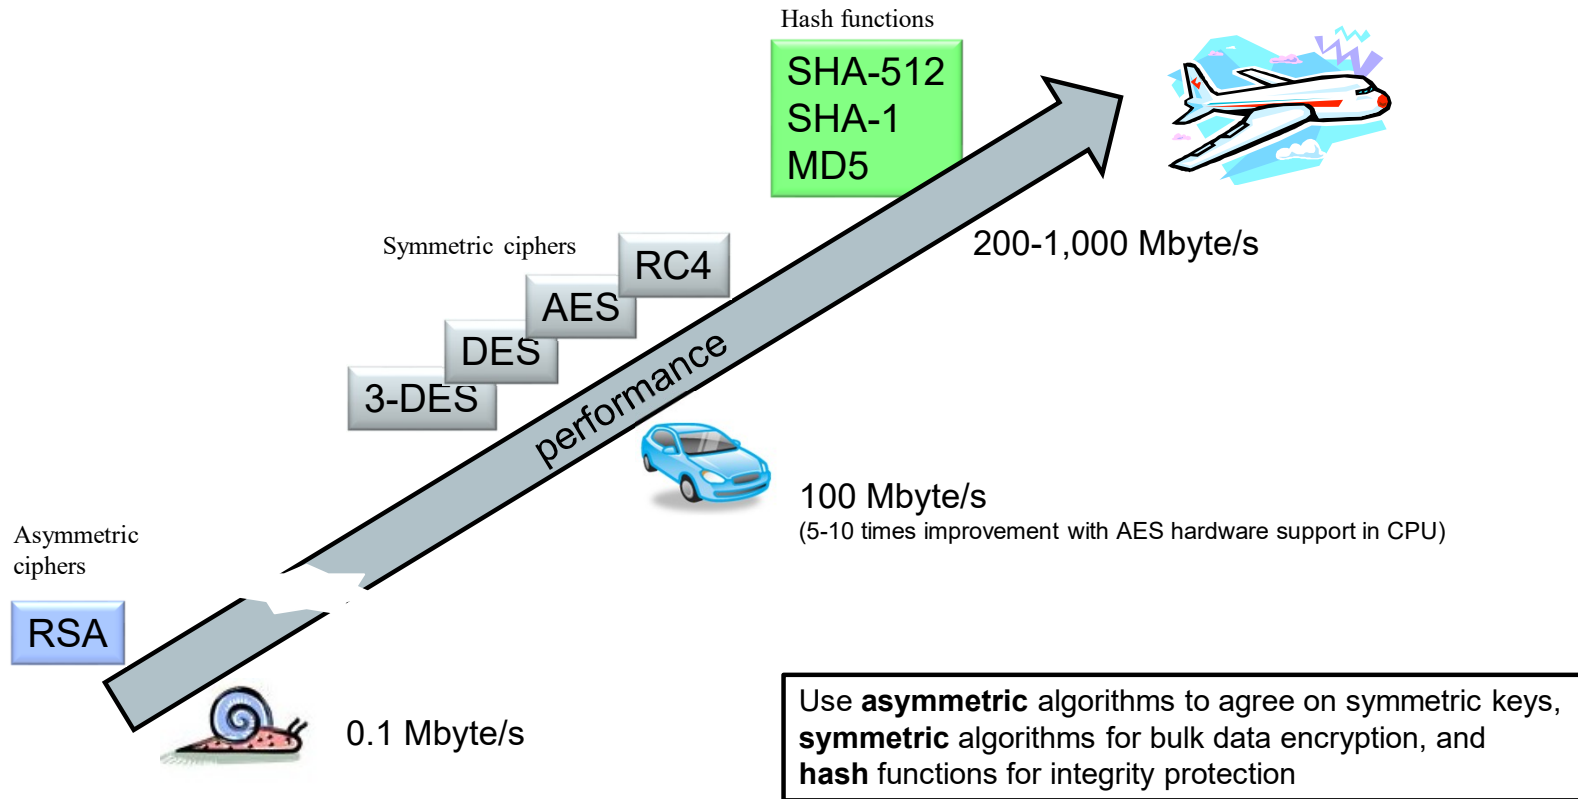 Hash functions
SHA-512
SHA-1
MD5
200-1,000 Mbyte/s
Symmetric ciphers
RC4
AES
DES
3-DES
performance
100 Mbyte/s
(5-10 times improvement with AES hardware support in CPU)
Asymmetric
ciphers
RSA
0.1 Mbyte/s
Use asymmetric algorithms to agree on symmetric keys,
symmetric algorithms for bulk data encryption, and
hash functions for integrity protection